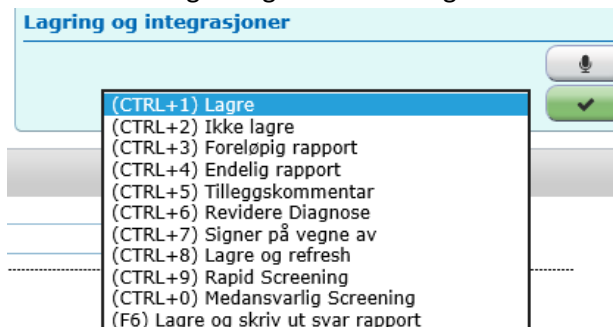 Lagring og integrasjoner
(CTRL+1) Lagre
(CTRL+2) Ikke lagre
(CTRL+3) Foreløpig rapport
(CTRL+4) Endelig rapport
(CTRL+5) Tilleggskommentar
(CTRL+6) Revidere Diagnose
(CTRL+7) Signer på vegne av
(CTRL+8) Lagre og refresh
(CTRL+9) Rapid Screening
(CTRL+0) Medansvarlig Screening
(F6) Lagre og skriv ut svar rapport